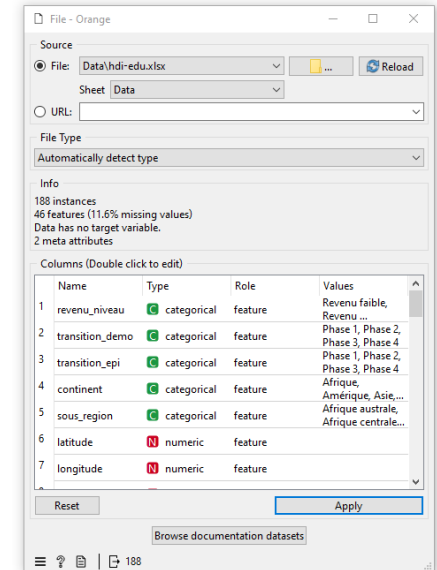 File - Orange
Source
File: Data\hdi-edu.xlsx ... Reload
Sheet Data
URL:
File Type
Automatically detect type
Info
188 instances
46 features (11.6% missing values)
Data has no target variable.
2 meta attributes
Columns (Double click to edit)
Name Type Role Values
1 revenu_niveau C categorical feature Revenu faible, Revenu ...
2 transition_demo C categorical feature Phase 1, Phase 2, Phase 3, Phase 4
3 transition_epi C categorical feature Phase 1, Phase 2, Phase 3, Phase 4
4 continent C categorical feature Afrique, Amérique, Asie,...
5 sous_region C categorical feature Afrique australe, Afrique centrale...
6 latitude N numeric feature
7 longitude N numeric feature
Reset Apply
Browse documentation datasets
? 188